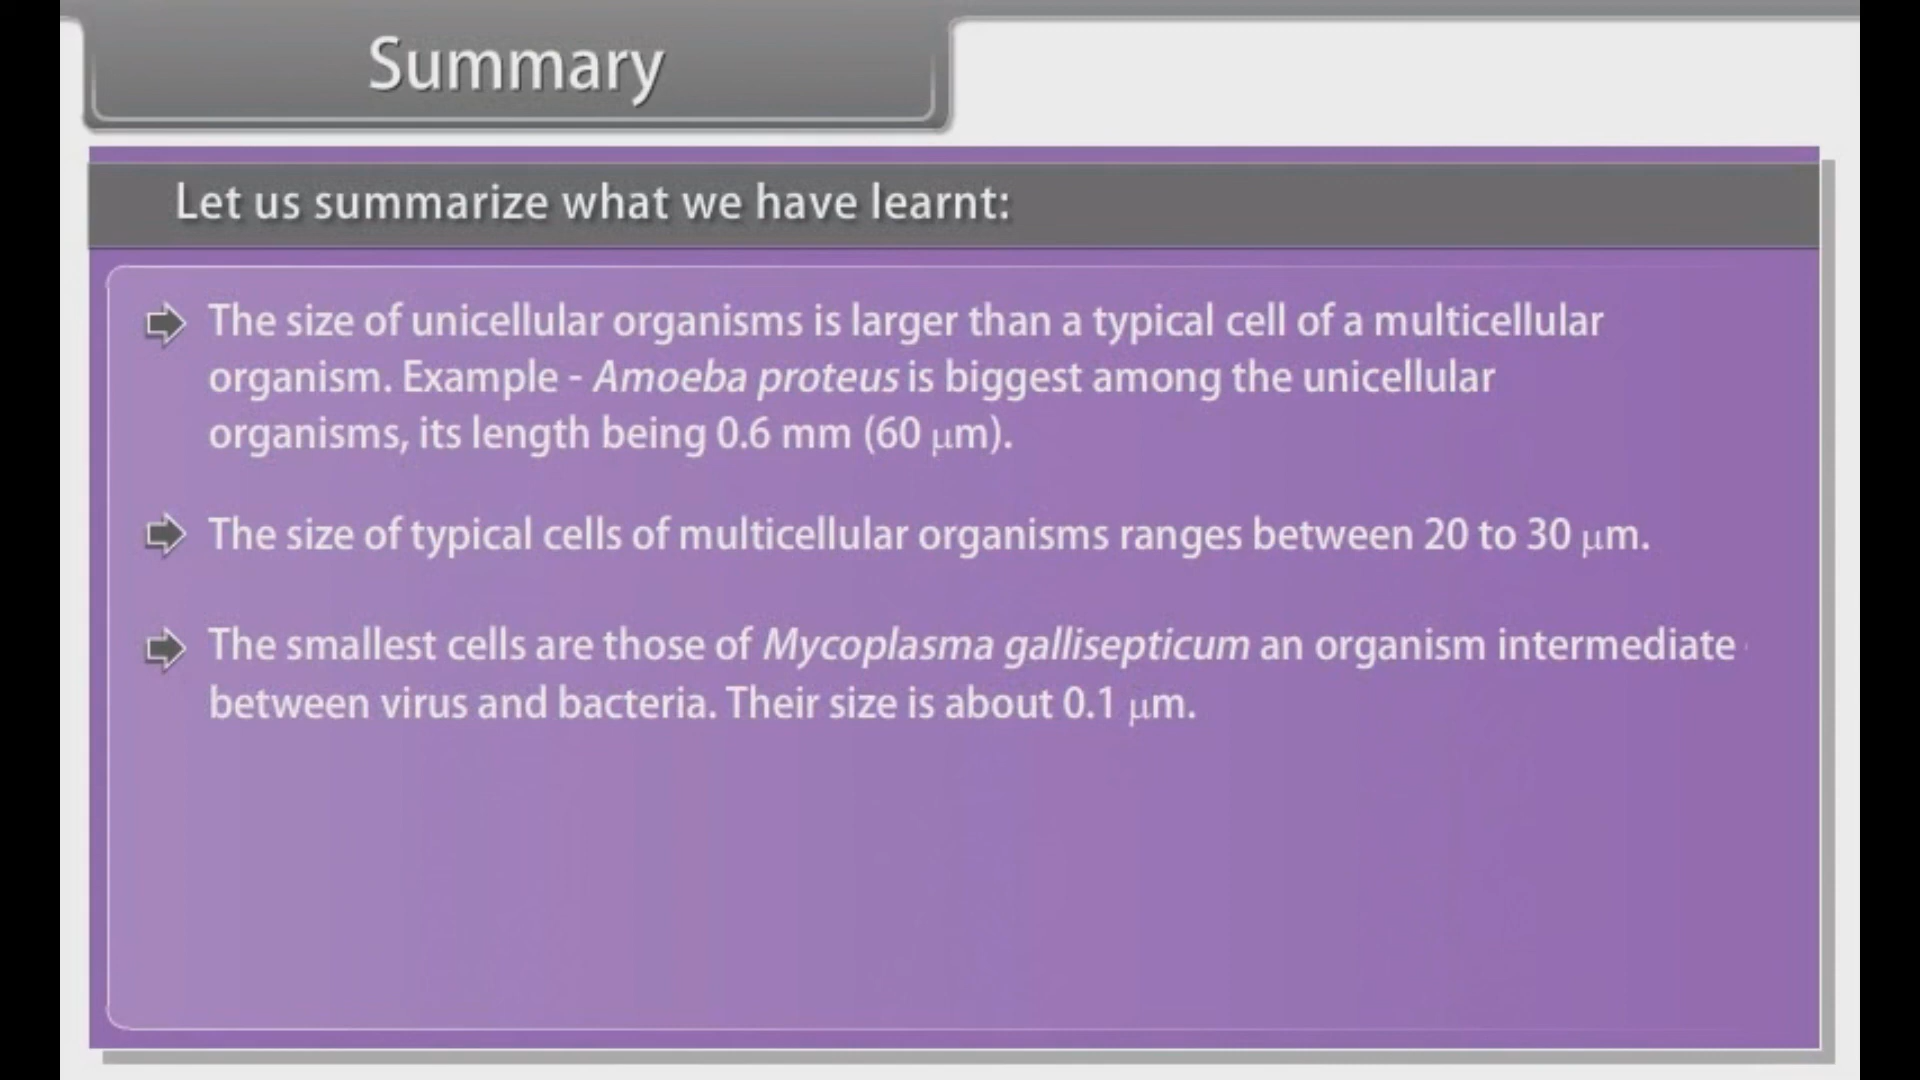 Summary
Let us summarize what we have learnt:
The size of unicellular organisms is larger than a typical cell of a multicellular
organism. Example - Amoeba proteus is biggest among the unicellular
organisms, its length being 0.6 mm (60 µm).
The size of typical cells of multicellular organisms ranges between 20 to 30 µm.
The smallest cells are those of Mycoplasma gallisepticum an organism intermediate
between virus and bacteria. Their size is about 0.1 µm.